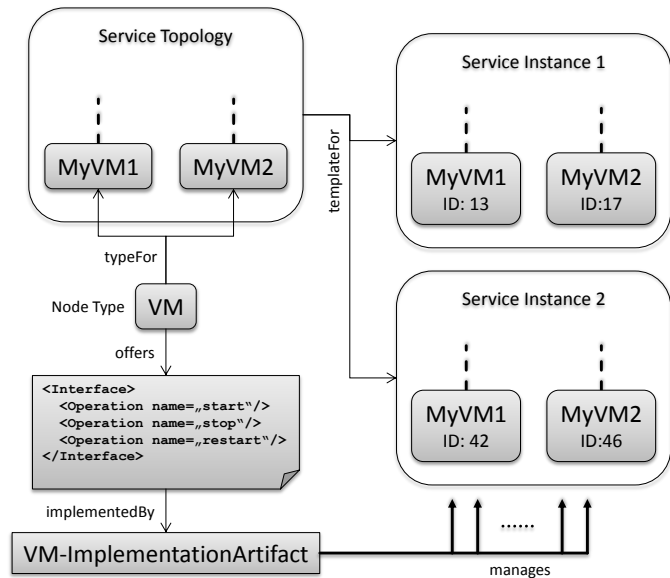 Service Topology
MyVM1
MyVM2
typeFor
Node Type
VM
offers
<Interface>
<Operation name=„start“/>
<Operation name=„stop“/>
<Operation name=„restart“/>
</Interface>
implementedBy
VM-ImplementationArtifact
templateFor
Service Instance 1
MyVM1
ID: 13
MyVM2
ID:17
Service Instance 2
MyVM1
ID: 42
MyVM2
ID:46
......
manages